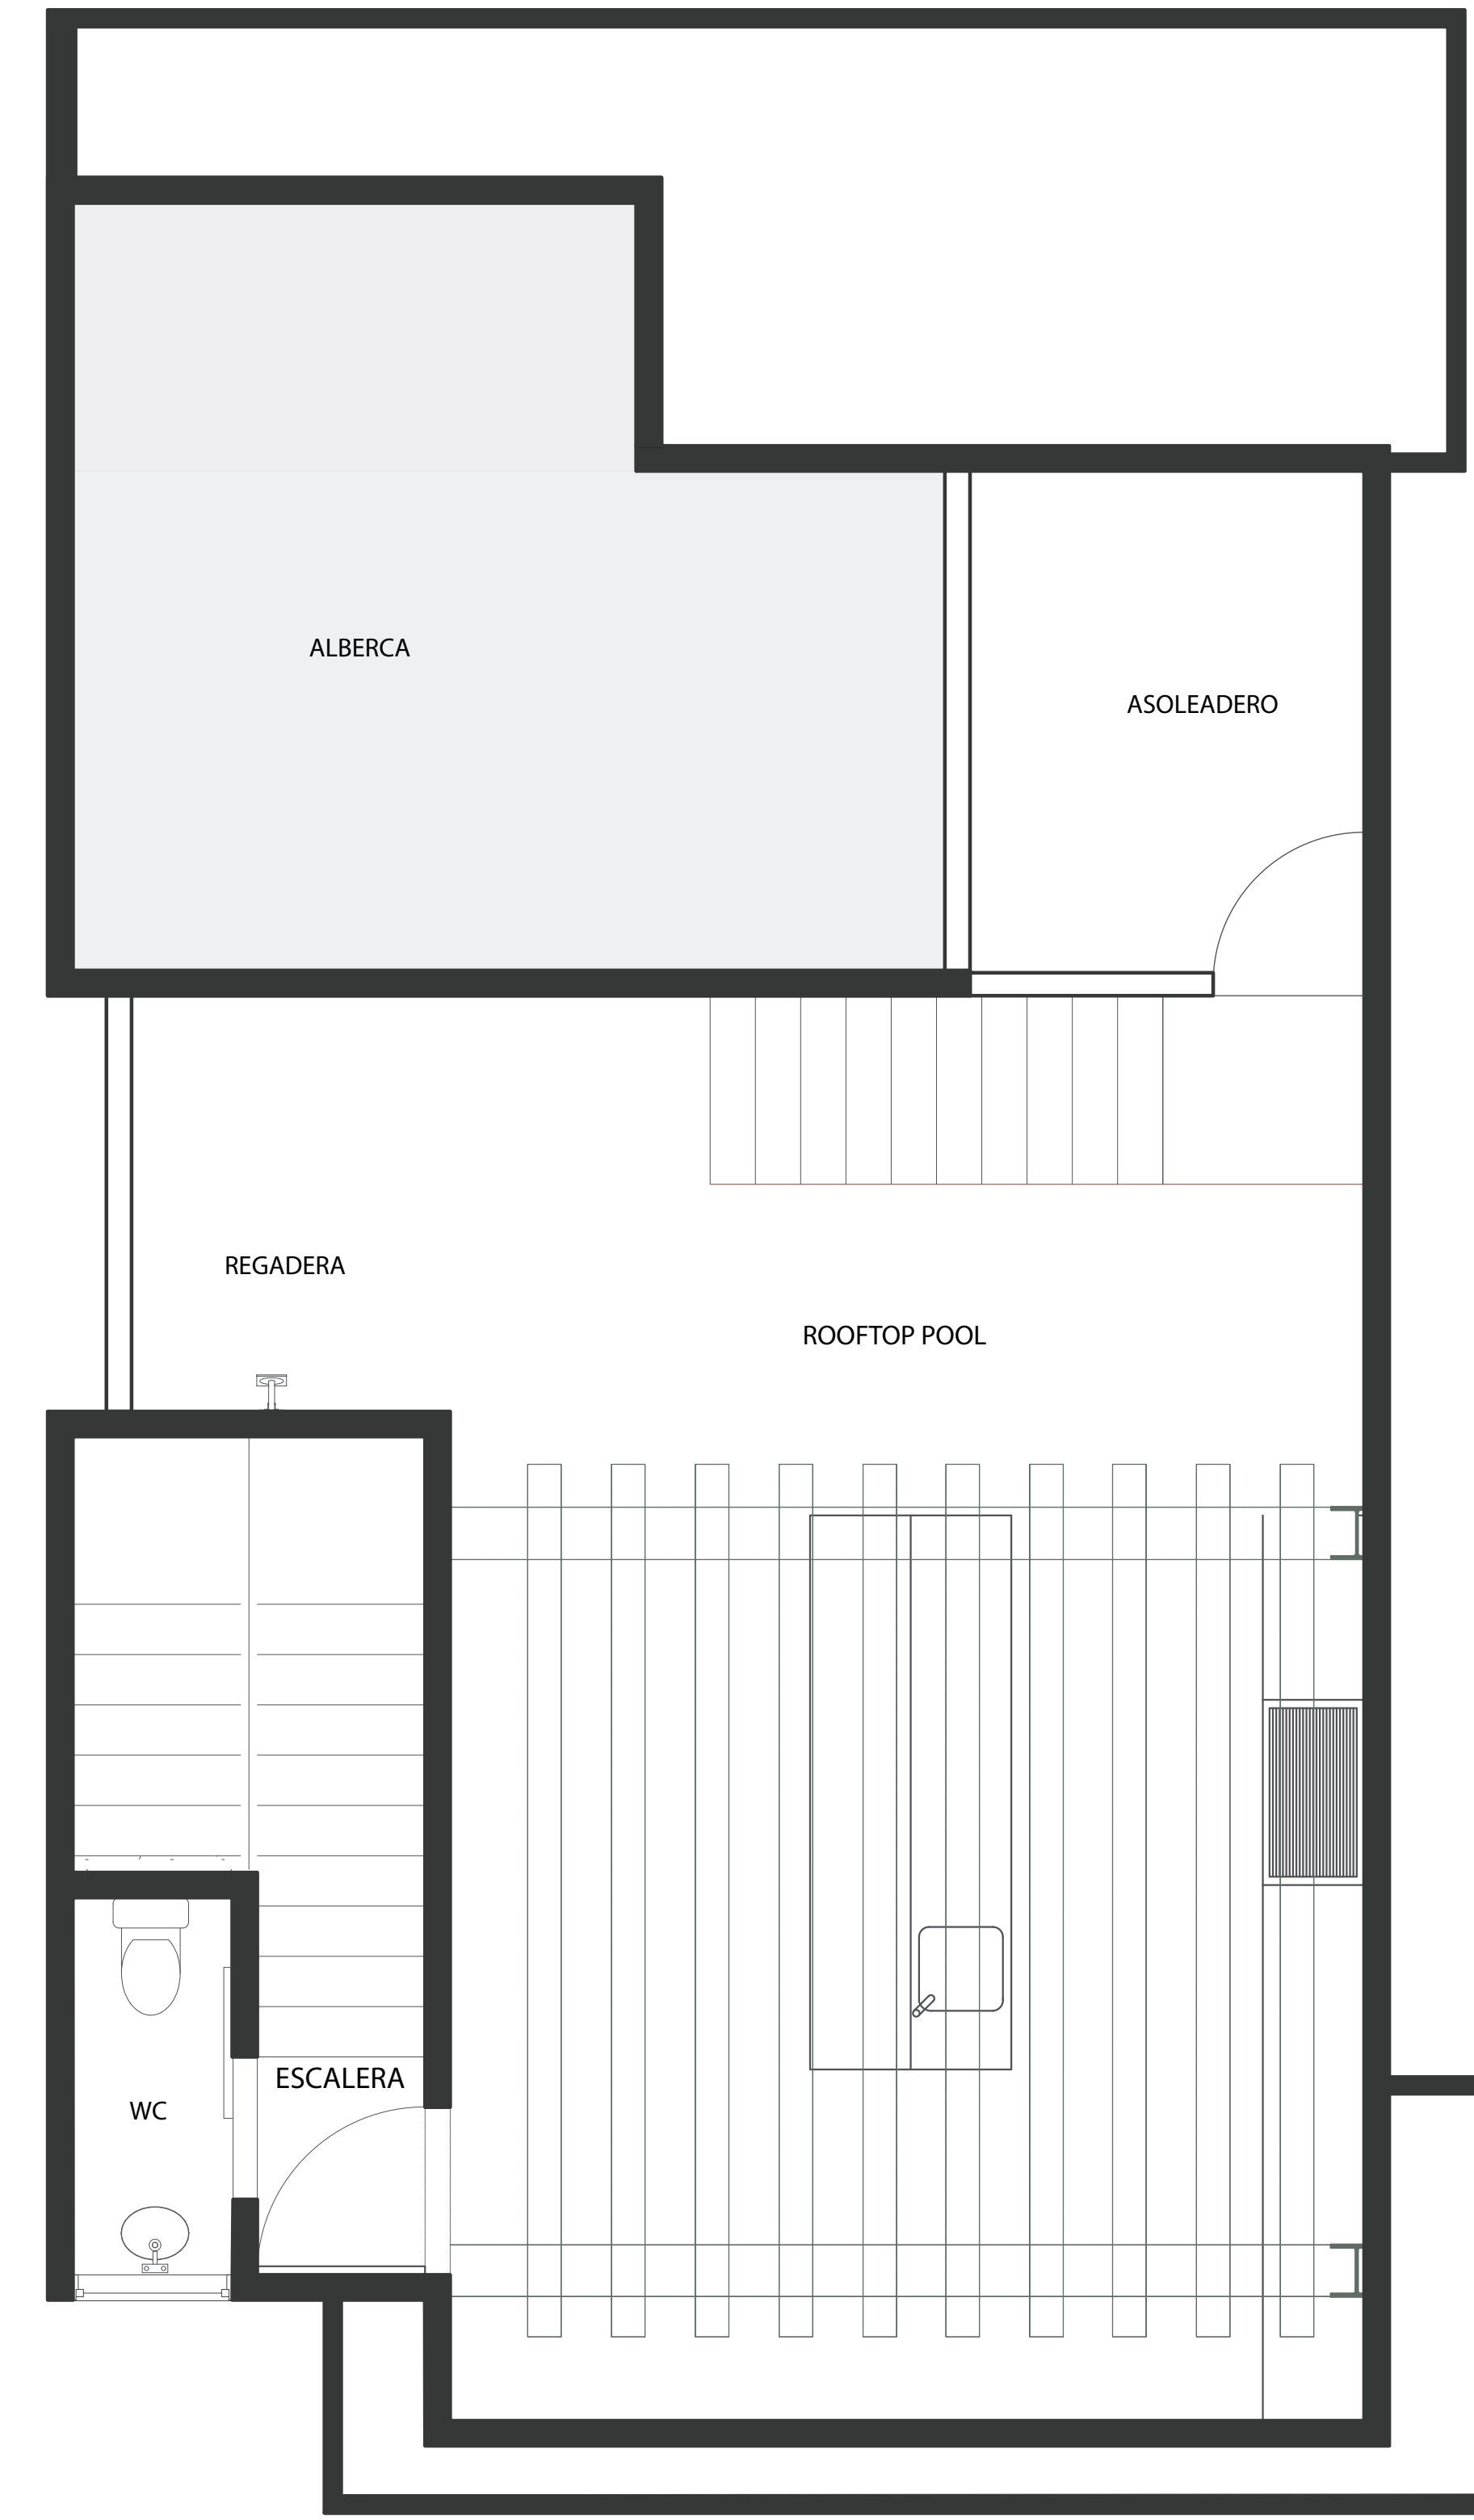 ALBERCA
ASOLEADERO
REGADERA
ROOFTOP POOL
ESCALERA
WC